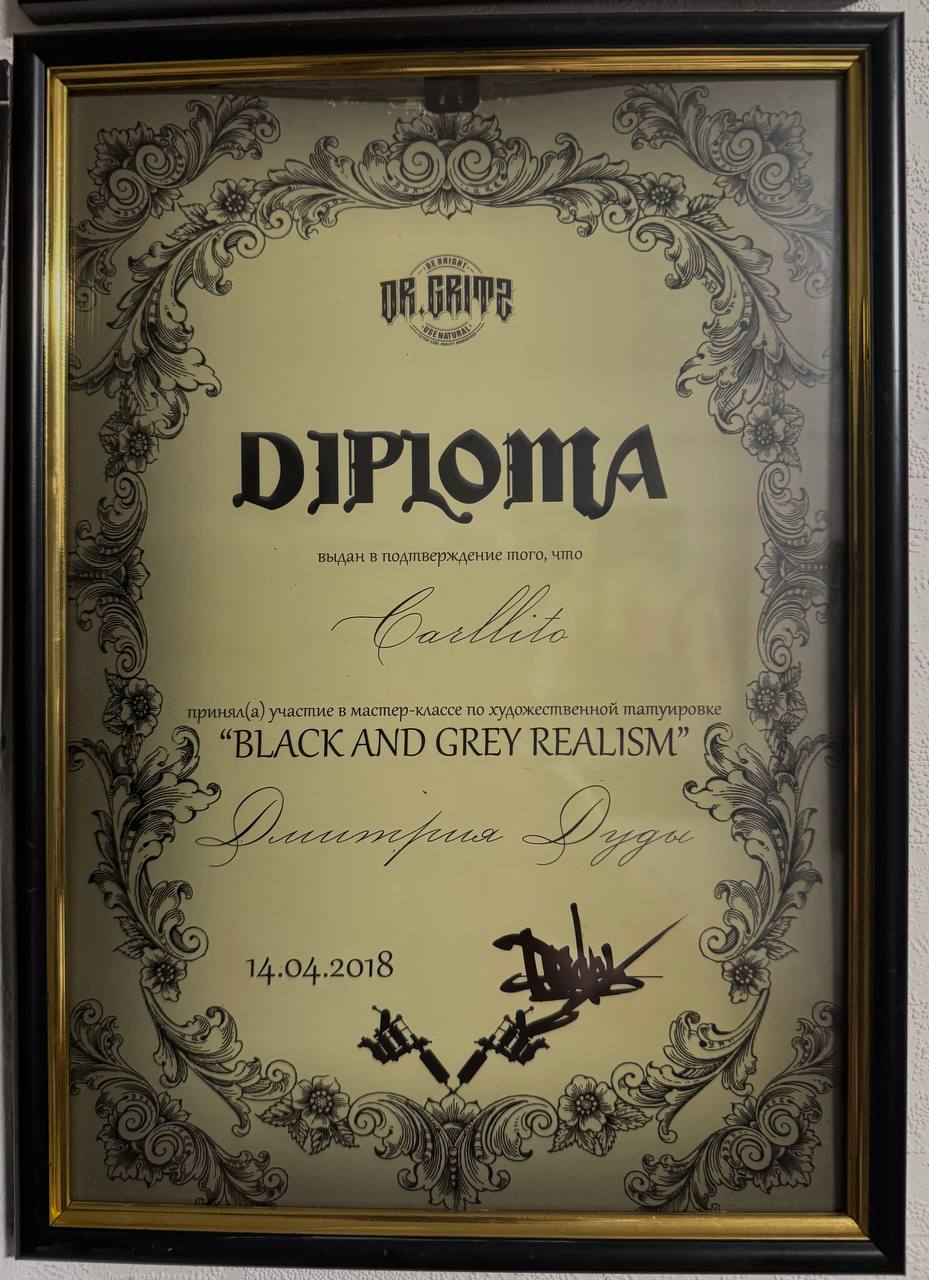 BE BRIGHT
DR. GRITZ
USE NATURAL
DIPLOMA
выдан в подтверждение того, что
Carllito
принял(а) участие в мастер-классе по художественной татуировке
“BLACK AND GREY REALISM”
Дмитрия Дуды
14.04.2018